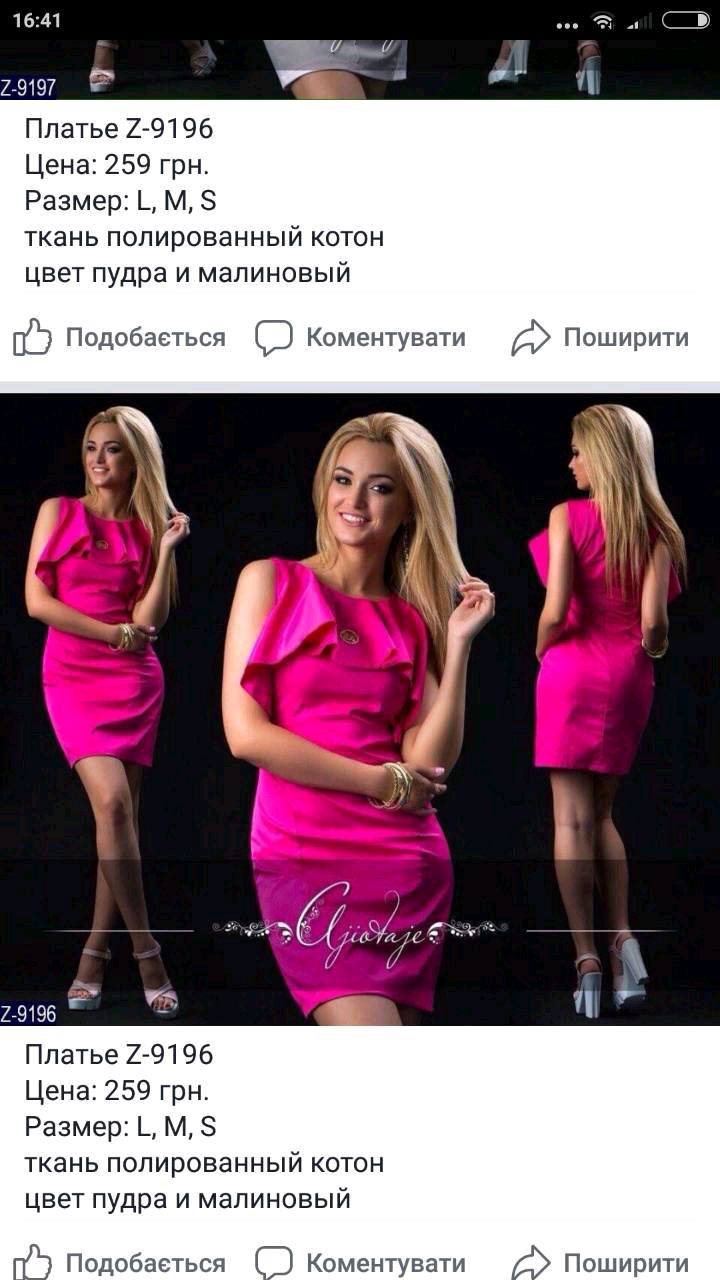 16:41
Z-9197
Платье Z-9196
Цена: 259 грн.
Размер: L, M, S
ткань полированный котон
цвет пудра и малиновый
Подобається Коментувати Поширити
Ajiotaje
Z-9196
Платье Z-9196
Цена: 259 грн.
Размер: L, M, S
ткань полированный котон
цвет пудра и малиновый
Подобається Коментувати Поширити